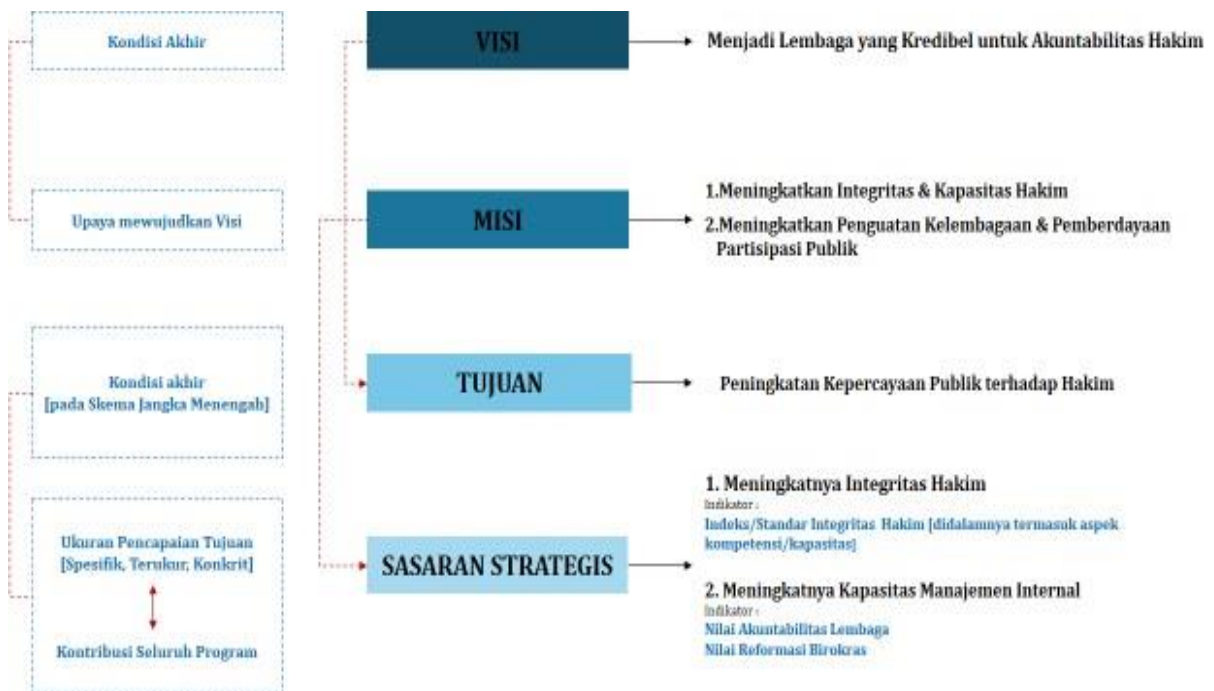 Kondisi Akhir
VISI
Menjadi Lembaga yang Kredibel untuk Akuntabilitas Hakim
Upaya mewujudkan Visi
MISI
1.Meningkatkan Integritas & Kapasitas Hakim
2.Meningkatkan Penguatan Kelembagaan & Pemberdayaan
Partisipasi Publik
Kondisi akhir
[pada Skema Jangka Menengah]
TUJUAN
Peningkatan Kepercayaan Publik terhadap Hakim
Ukuran Pencapaian Tujuan
[Spesifik, Terukur, Konkrit]
Kontribusi Seluruh Program
SASARAN STRATEGIS
1. Meningkatnya Integritas Hakim
Indikator :
Indeks/Standar Integritas Hakim [didalamnya termasuk aspek
kompetensi/kapasitas]
2. Meningkatnya Kapasitas Manajemen Internal
Indikator :
Nilai Akuntabilitas Lembaga
Nilai Reformasi Birokras